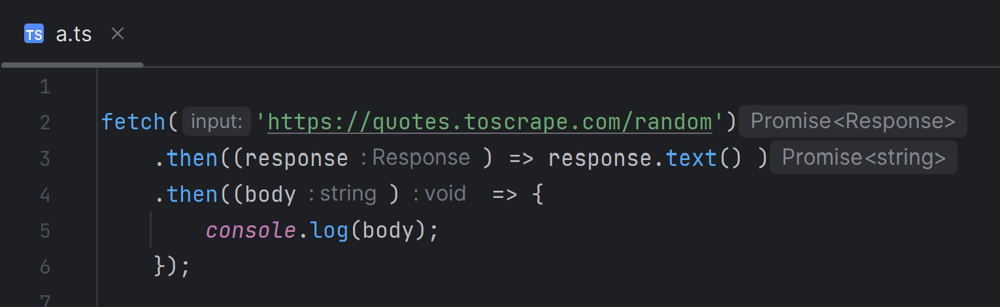 TS a.ts
1
2 fetch( input: 'https://quotes.toscrape.com/random') Promise<Response>
3 .then((response : Response ) => response.text() ) Promise<string>
4 .then((body : string ) : void => {
5 console.log(body);
6 });
7